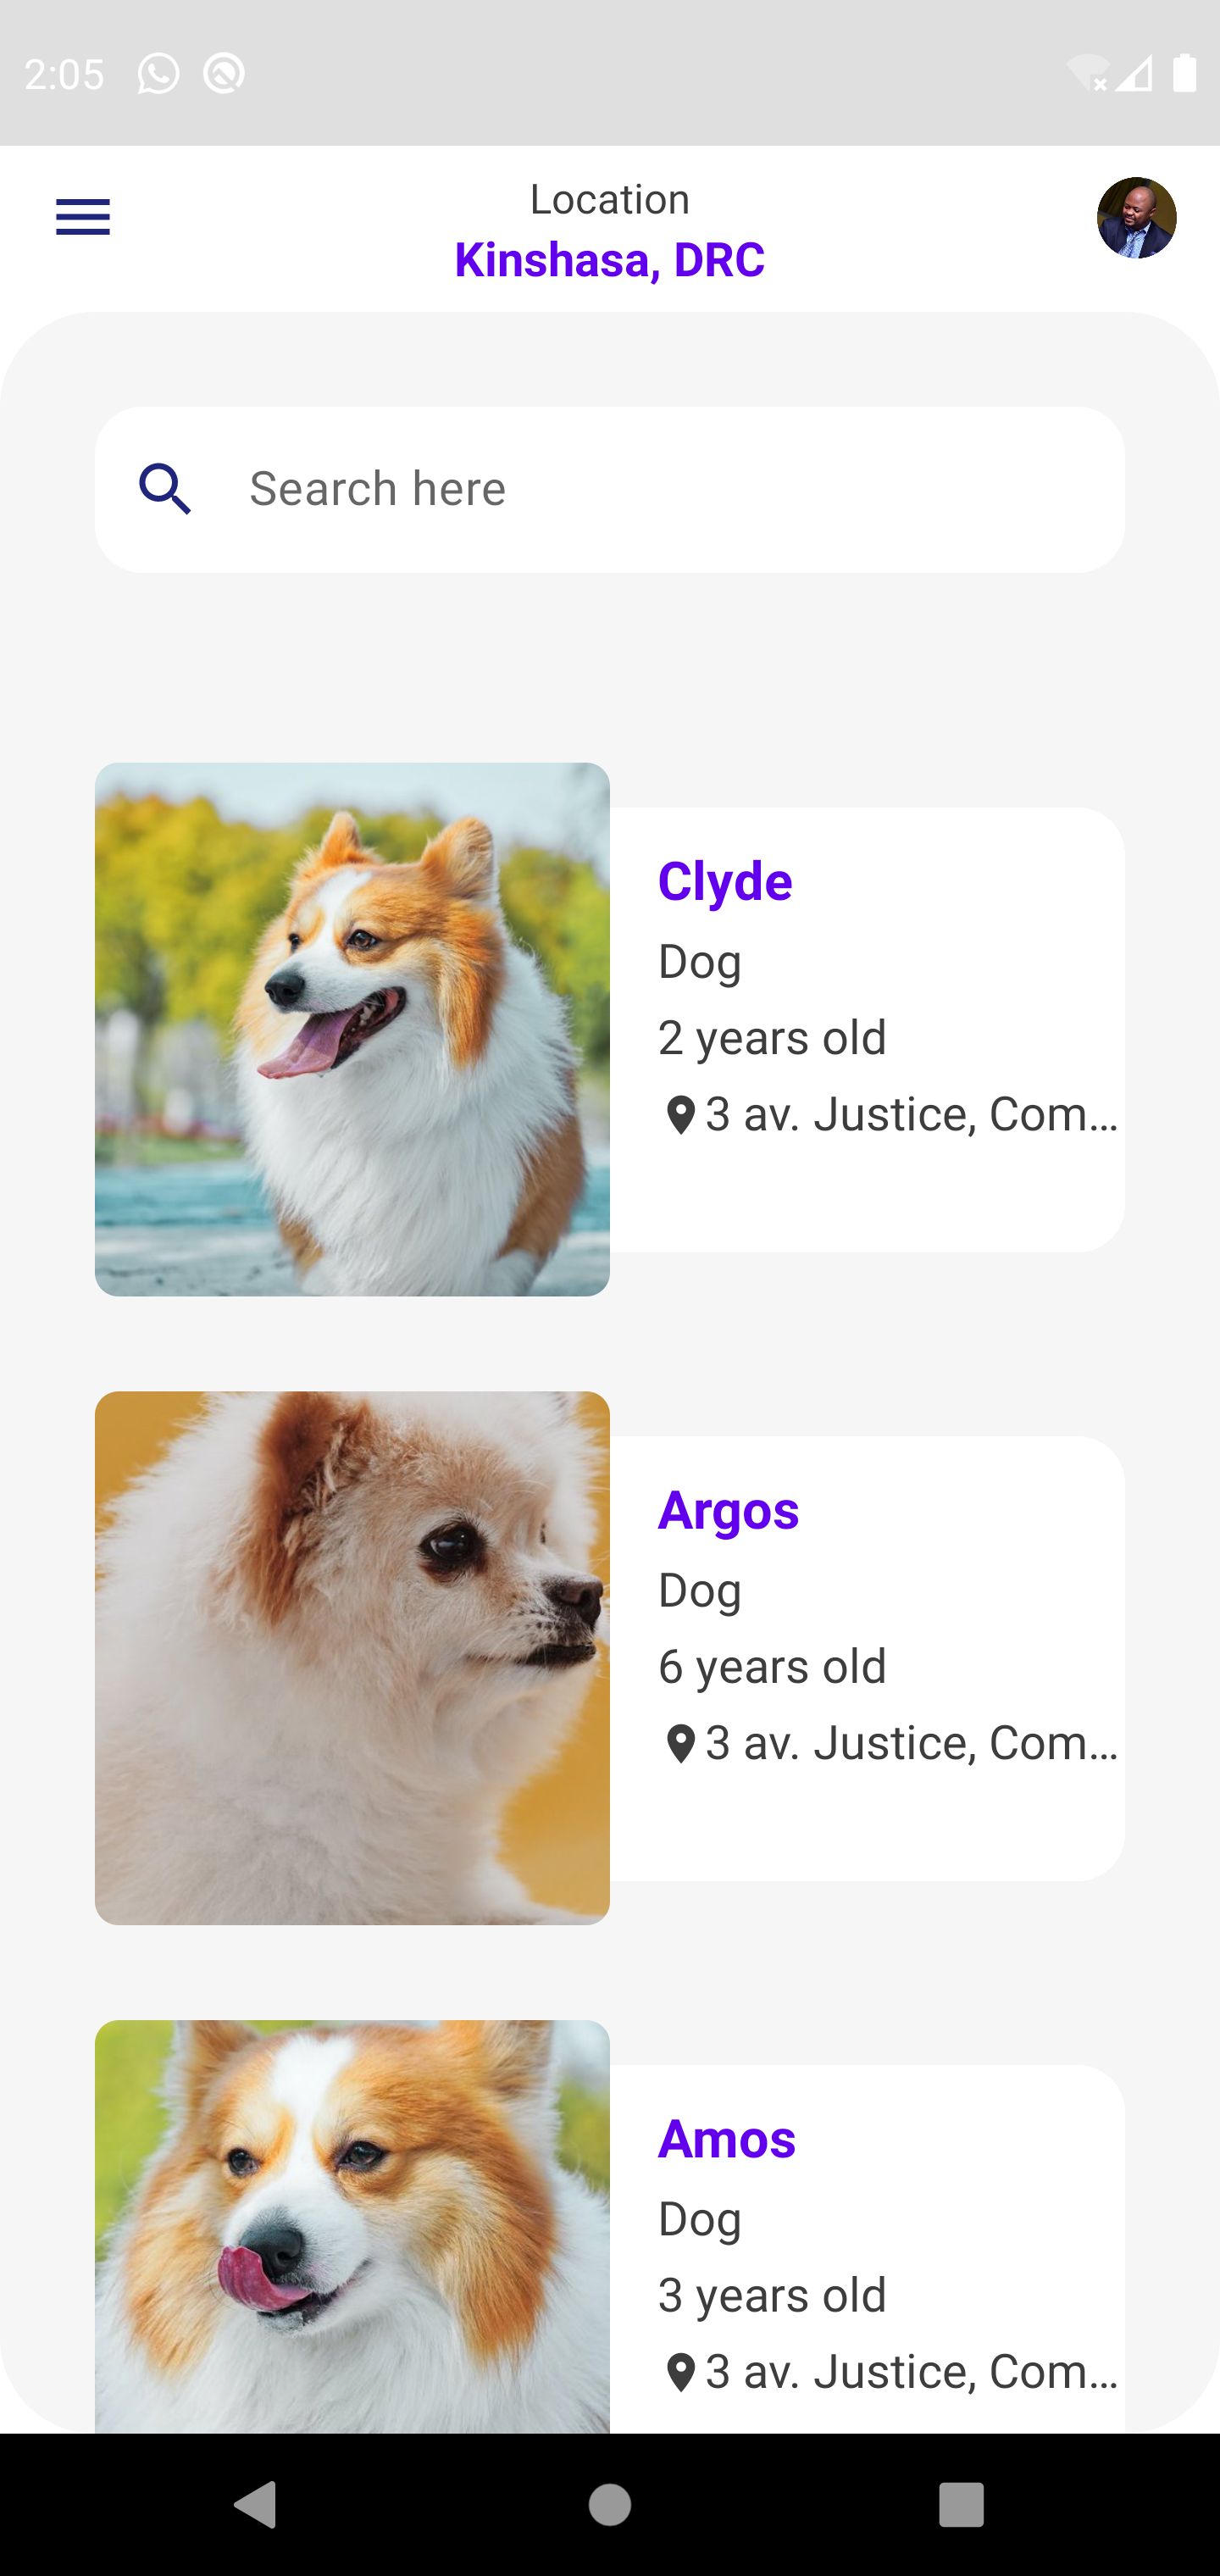 2:05
Location
Kinshasa, DRC
Search here
Clyde
Dog
2 years old
3 av. Justice, Com...
Argos
Dog
6 years old
3 av. Justice, Com...
Amos
Dog
3 years old
3 av. Justice, Com...